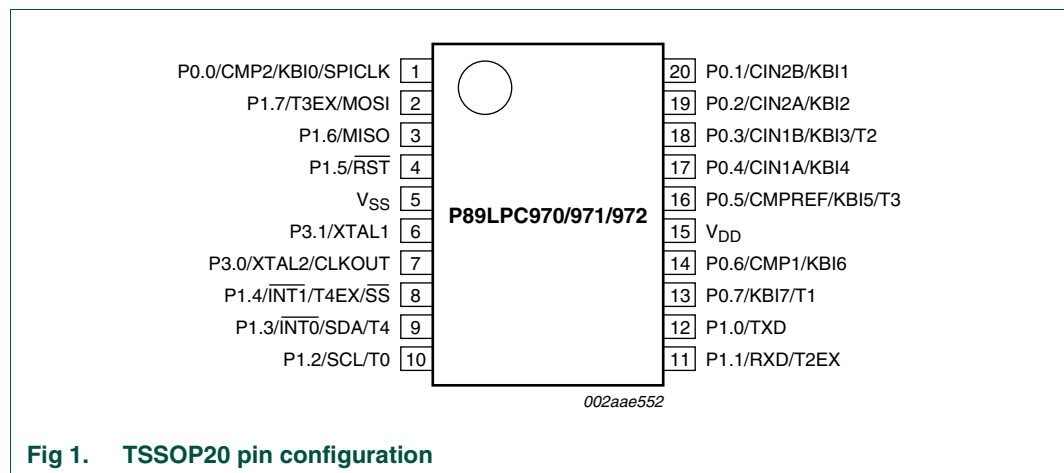 P0.0/CMP2/KBI0/SPICLK 1
P1.7/T3EX/MOSI 2
P1.6/MISO 3
P1.5/R̅S̅T̅ 4
VSS 5
P3.1/XTAL1 6
P3.0/XTAL2/CLKOUT 7
P1.4/I̅N̅T̅1̅/T4EX/S̅S̅ 8
P1.3/I̅N̅T̅0̅/SDA/T4 9
P1.2/SCL/T0 10
P89LPC970/971/972
20 P0.1/CIN2B/KBI1
19 P0.2/CIN2A/KBI2
18 P0.3/CIN1B/KBI3/T2
17 P0.4/CIN1A/KBI4
16 P0.5/CMPREF/KBI5/T3
15 VDD
14 P0.6/CMP1/KBI6
13 P0.7/KBI7/T1
12 P1.0/TXD
11 P1.1/RXD/T2EX
002aae552
Fig 1. TSSOP20 pin configuration